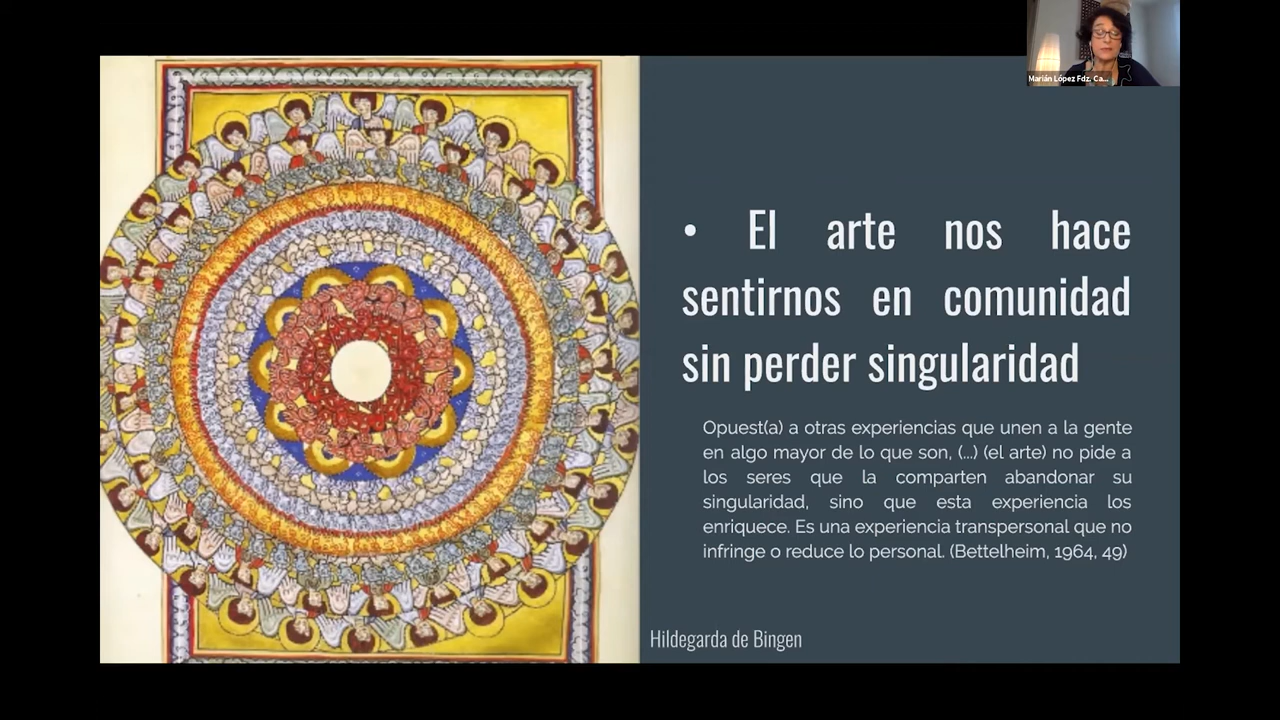 Marián López Fdz. Ca...
• El arte nos hace
sentirnos en comunidad
sin perder singularidad
Opuest(a) a otras experiencias que unen a la gente
en algo mayor de lo que son, (...) (el arte) no pide a
los seres que la comparten abandonar su
singularidad, sino que esta experiencia los
enriquece. Es una experiencia transpersonal que no
infringe o reduce lo personal. (Bettelheim, 1964, 49)
Hildegarda de Bingen